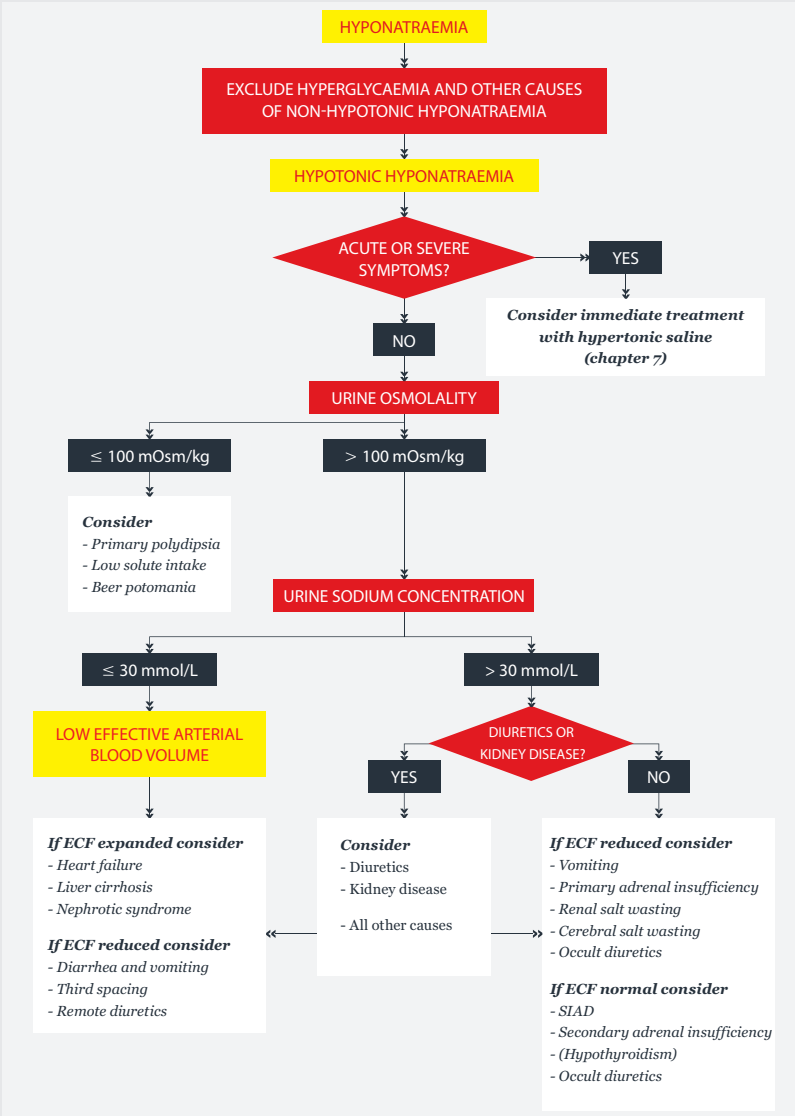 HYPONATRAEMIA
EXCLUDE HYPERGLYCAEMIA AND OTHER CAUSES
OF NON-HYPOTONIC HYPONATRAEMIA
HYPOTONIC HYPONATRAEMIA
ACUTE OR SEVERE
SYMPTOMS?
YES
Consider immediate treatment
with hypertonic saline
(chapter 7)
NO
URINE OSMOLALITY
≤ 100 mOsm/kg
> 100 mOsm/kg
Consider
- Primary polydipsia
- Low solute intake
- Beer potomania
URINE SODIUM CONCENTRATION
≤ 30 mmol/L
> 30 mmol/L
LOW EFFECTIVE ARTERIAL
BLOOD VOLUME
DIURETICS OR
KIDNEY DISEASE?
YES
NO
If ECF expanded consider
- Heart failure
- Liver cirrhosis
- Nephrotic syndrome
If ECF reduced consider
- Diarrhea and vomiting
- Third spacing
- Remote diuretics
Consider
- Diuretics
- Kidney disease
- All other causes
If ECF reduced consider
- Vomiting
- Primary adrenal insufficiency
- Renal salt wasting
- Cerebral salt wasting
- Occult diuretics
If ECF normal consider
- SIAD
- Secondary adrenal insufficiency
- (Hypothyroidism)
- Occult diuretics